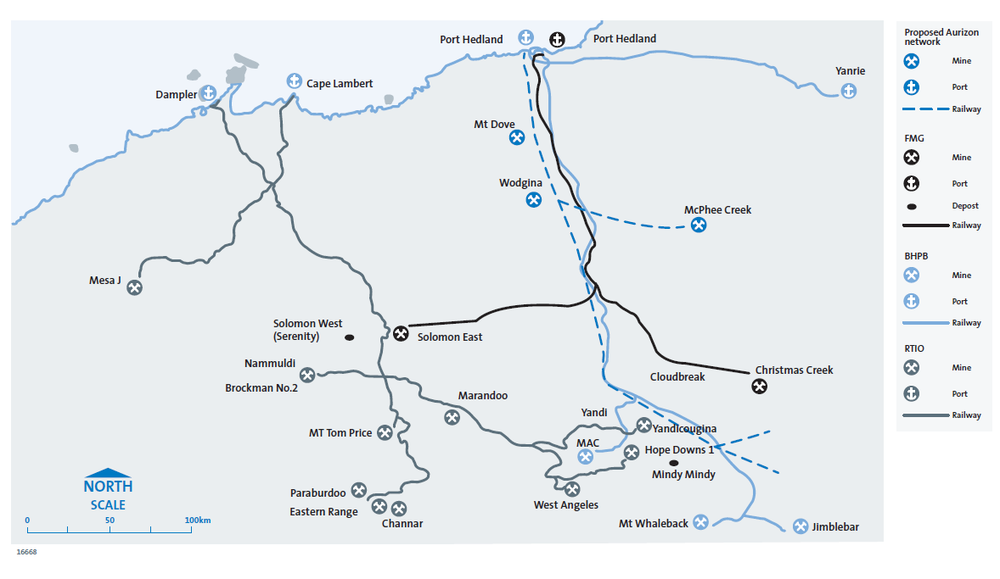 Port Hedland
Port Hedland
Yanrie
Dampler
Cape Lambert
Mt Dove
Wodgina
McPhee Creek
Mesa J
Solomon West
(Serenity)
Solomon East
Nammuldi
Brockman No.2
Cloudbreak
Christmas Creek
Marandoo
Yandi
Yandicougina
MT Tom Price
MAC
Hope Downs 1
Mindy Mindy
Paraburdoo
Eastern Range
Channar
West Angeles
Mt Whaleback
Jimblebar
NORTH
SCALE
0 50 100km
16668
Proposed Aurizon
network
Mine
Port
Railway
FMG
Mine
Port
Depost
Railway
BHPB
Mine
Port
Railway
RTIO
Mine
Port
Railway